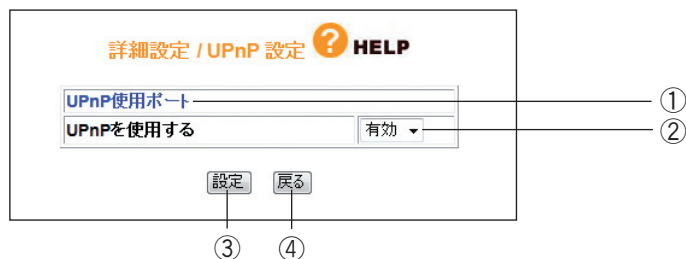 詳細設定 / UPnP 設定 ? HELP
UPnP使用ポート ①
UPnPを使用する 有効 ②
設定 戻る
③ ④